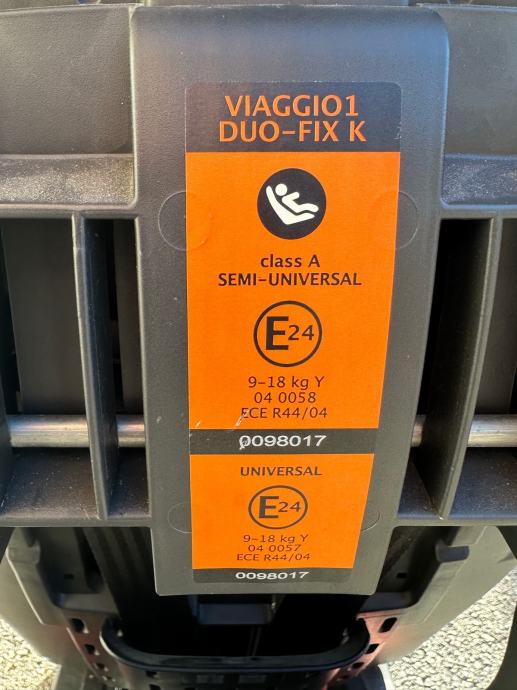 VIAGGIO1
DUO-FIX K
class A
SEMI-UNIVERSAL
E24
9-18 kg Y
04 0058
ECE R44/04
0098017
UNIVERSAL
E24
9-18 kg Y
04 0057
ECE R44/04
0098017